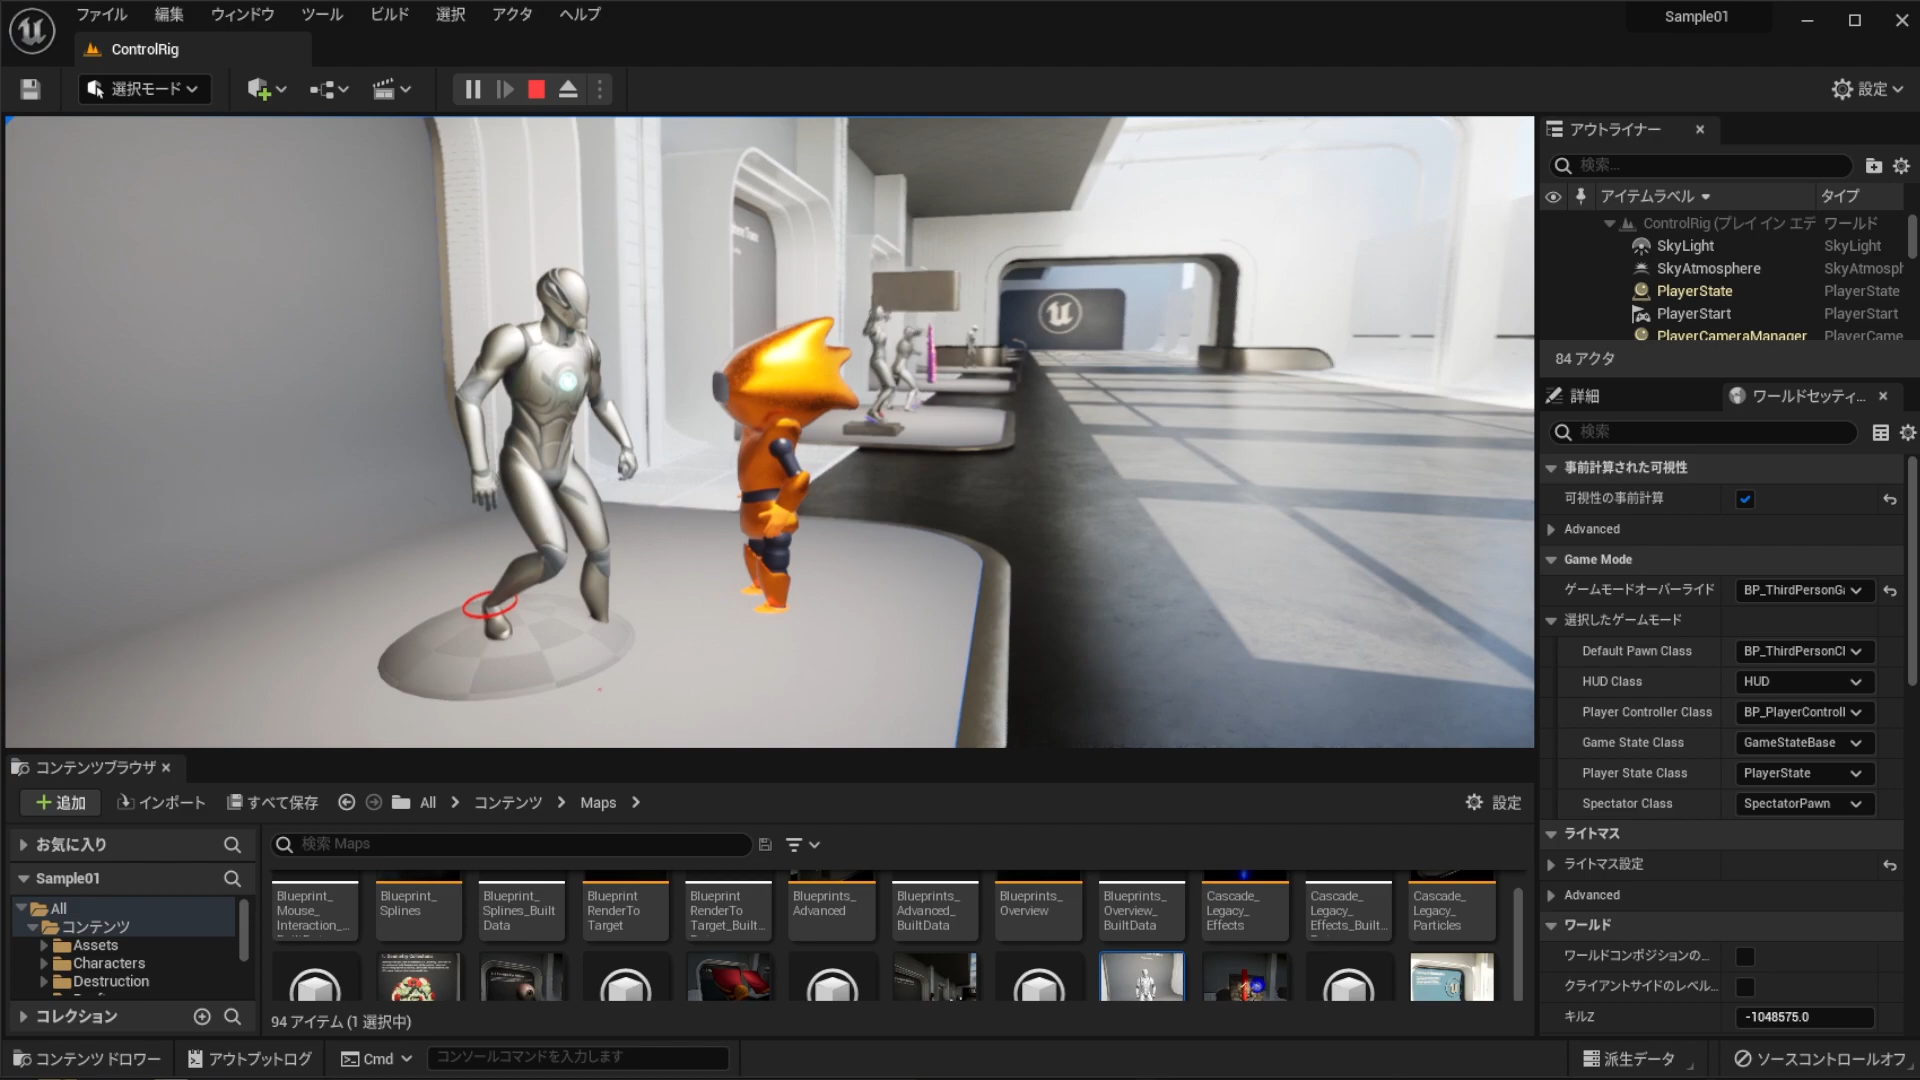 ファイル 編集 ウィンドウ ツール ビルド 選択 アクタ ヘルプ
Sample01
ControlRig
選択モード
設定
アウトライナー
検索...
アイテムラベル タイプ
ControlRig (プレイ イン エデ ワールド
SkyLight SkyLight
SkyAtmosphere SkyAtmosph
PlayerState PlayerState
PlayerStart PlayerStart
PlayerCameraManager PlayerCame
84 アクタ
詳細 ワールドセッティ...
検索
事前計算された可視性
可視性の事前計算
Advanced
Game Mode
ゲームモードオーバーライド BP_ThirdPersonGa
選択したゲームモード
Default Pawn Class BP_ThirdPersonCl
HUD Class HUD
Player Controller Class BP_PlayerControll
Game State Class GameStateBase
Player State Class PlayerState
Spectator Class SpectatorPawn
ライトマス
ライトマス設定
Advanced
ワールド
ワールドコンポジションの...
クライアントサイドのレベル...
キルZ -1048575.0
コンテンツブラウザ
追加 インポート すべて保存 All コンテンツ Maps
設定
お気に入り
検索 Maps
Sample01
All
コンテンツ
Assets
Characters
Destruction
コレクション
Blueprint_
Mouse_
Interaction_...
Blueprint_
Splines
Blueprint_
Splines_Built
Data
Blueprint
RenderTo
Target
Blueprint
RenderTo
Target_Built...
Blueprints_
Advanced
Blueprints_
Advanced_
BuiltData
Blueprints_
Overview
Blueprints_
Overview_
BuiltData
Cascade_
Legacy_
Effects
Cascade_
Legacy_
Effects_Built...
Cascade_
Legacy_
Particles
94 アイテム (1 選択中)
コンテンツ ドロワー アウトプットログ Cmd コンソールコマンドを入力します
派生データ ソースコントロールオフ